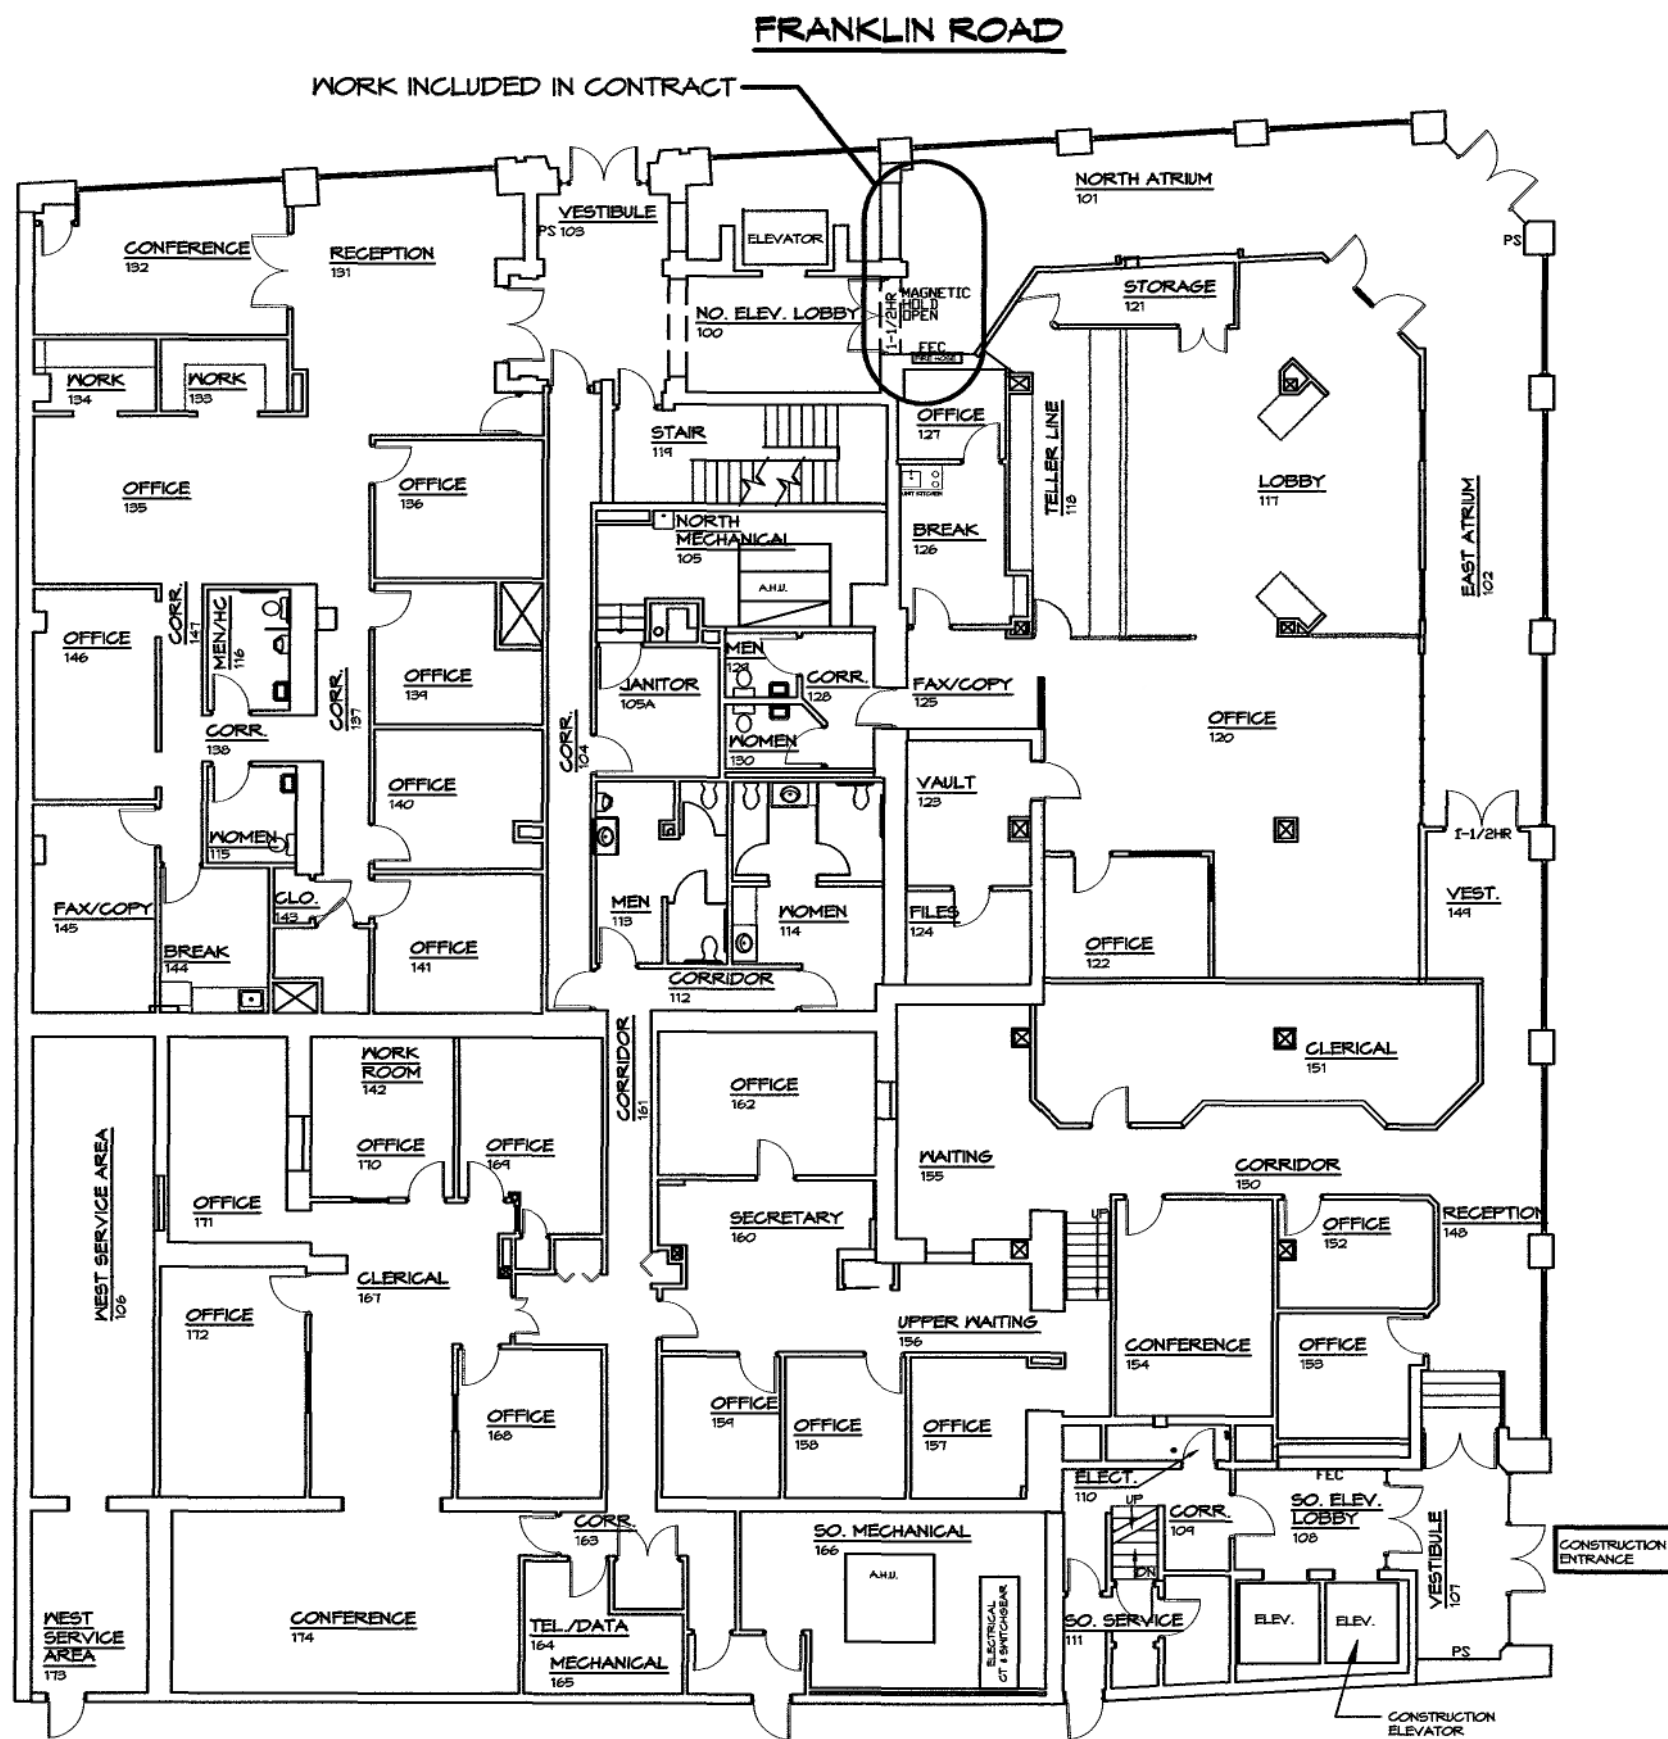 FRANKLIN ROAD
WORK INCLUDED IN CONTRACT
NORTH ATRIUM
101
VESTIBULE
PS 103
ELEVATOR
PS
CONFERENCE
132
RECEPTION
131
STORAGE
121
MAGNETIC
HOLD
OPEN
1-1/2HR
NO. ELEV. LOBBY
100
FEC
FIRE HOSE
WORK
134
WORK
133
OFFICE
127
STAIR
119
TELLER LINE
118
LOBBY
117
OFFICE
135
OFFICE
136
UNIT KITCHEN
NORTH
MECHANICAL
105
BREAK
126
EAST ATRIUM
102
A.H.U.
CORR.
147
MEN/HC
116
OFFICE
146
MEN
129
CORR.
128
CORR.
137
OFFICE
139
JANITOR
105A
FAX/COPY
125
OFFICE
120
CORR.
138
CORR.
104
WOMEN
130
OFFICE
140
VAULT
123
WOMEN
115
1-1/2HR
CLO.
143
FAX/COPY
145
MEN
113
WOMEN
114
FILES
124
VEST.
149
BREAK
144
OFFICE
141
OFFICE
122
CORRIDOR
112
WORK
ROOM
142
CORRIDOR
161
CLERICAL
151
OFFICE
162
OFFICE
170
OFFICE
169
WAITING
155
CORRIDOR
150
WEST SERVICE AREA
106
OFFICE
171
SECRETARY
160
UP
OFFICE
152
RECEPTION
148
CLERICAL
167
OFFICE
172
UPPER WAITING
156
CONFERENCE
154
OFFICE
153
OFFICE
168
OFFICE
159
OFFICE
158
OFFICE
157
ELECT.
110
FEC
UP
SO. ELEV.
LOBBY
108
CORR.
109
CORR.
163
SO. MECHANICAL
166
VESTIBULE
107
CONSTRUCTION
ENTRANCE
A.H.U.
DN
ELECTRICAL
CT & SWITCHGEAR
WEST
SERVICE
AREA
173
CONFERENCE
174
TEL./DATA
164
MECHANICAL
165
SO. SERVICE
111
ELEV.
ELEV.
PS
CONSTRUCTION
ELEVATOR